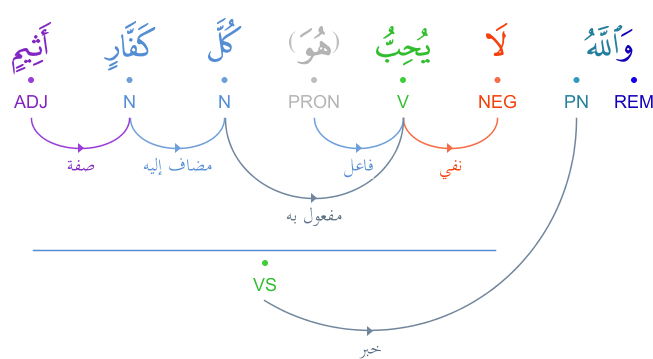 وَٱللَّهُ لَا يُحِبُّ (هُوَ) كُلَّ كَفَّارٍ أَثِيمٍ
REM PN NEG V PRON N N ADJ
نفي فاعل مضاف إليه صفة
مفعول به
VS
خبر